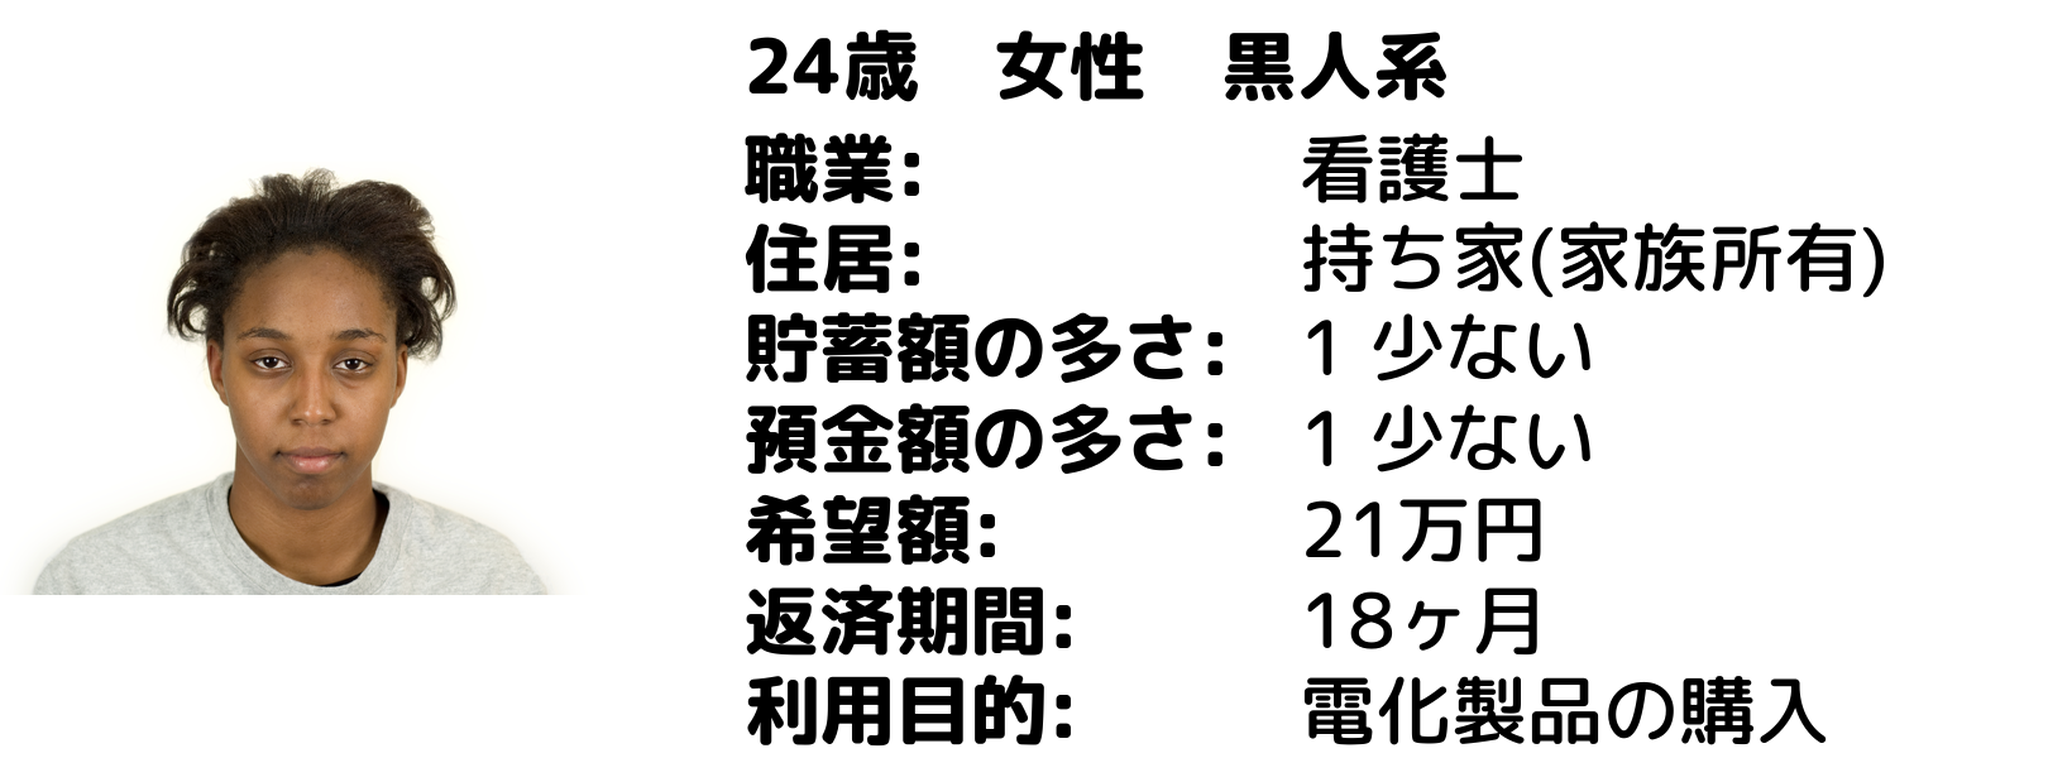 24歳　女性　黒人系
職業: 看護士
住居: 持ち家(家族所有)
貯蓄額の多さ: 1 少ない
預金額の多さ: 1 少ない
希望額: 21万円
返済期間: 18ヶ月
利用目的: 電化製品の購入